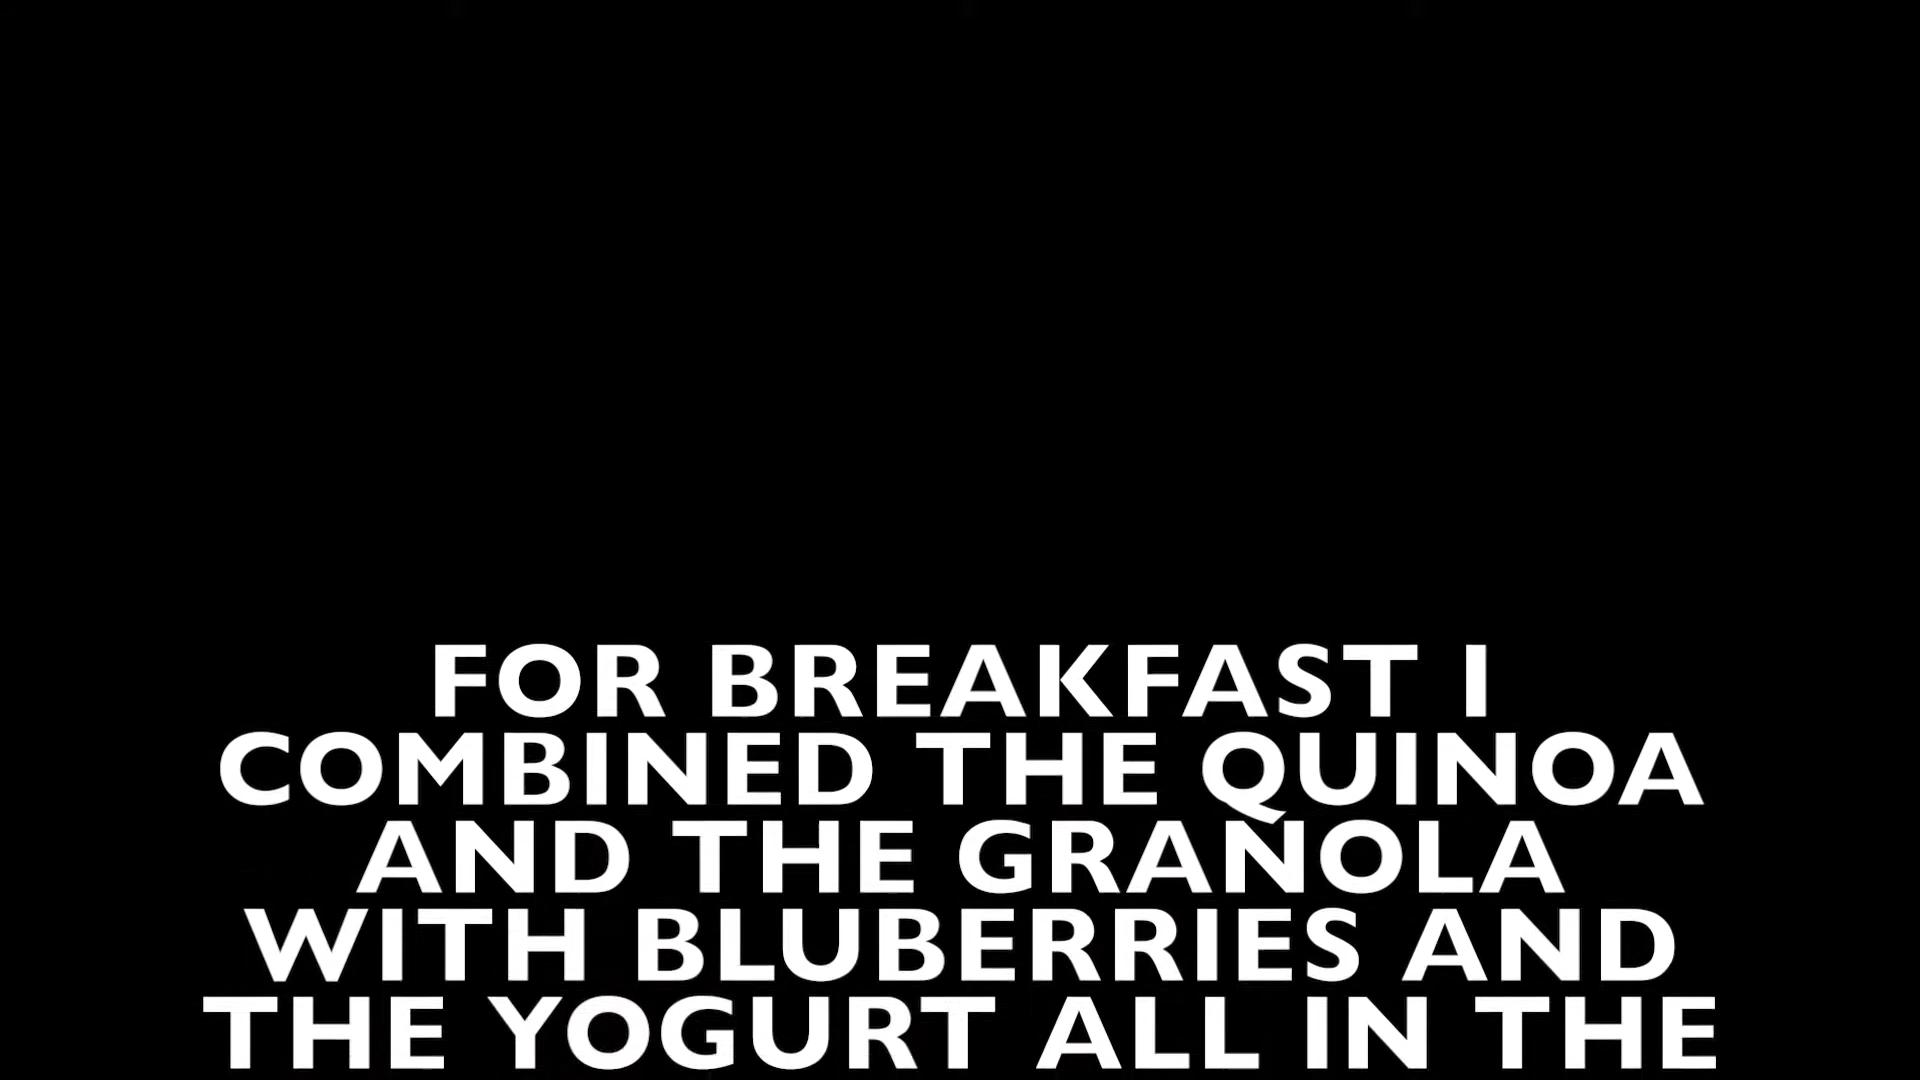 FOR BREAKFAST I
COMBINED THE QUINOA
AND THE GRANOLA
WITH BLUBERRIES AND
THE YOGURT ALL IN THE